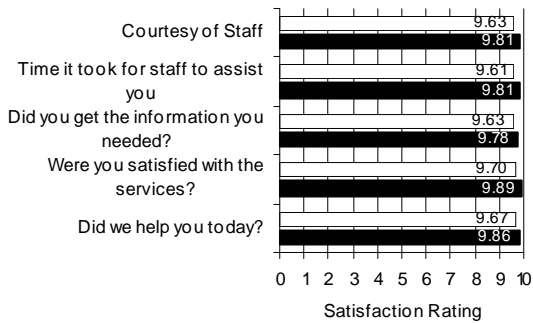 Courtesy of Staff
9.63
9.81
Time it took for staff to assist
you
9.61
9.81
Did you get the information you
needed?
9.63
9.78
Were you satisfied with the
services?
9.70
9.89
Did we help you today?
9.67
9.86
0 1 2 3 4 5 6 7 8 9 10
Satisfaction Rating